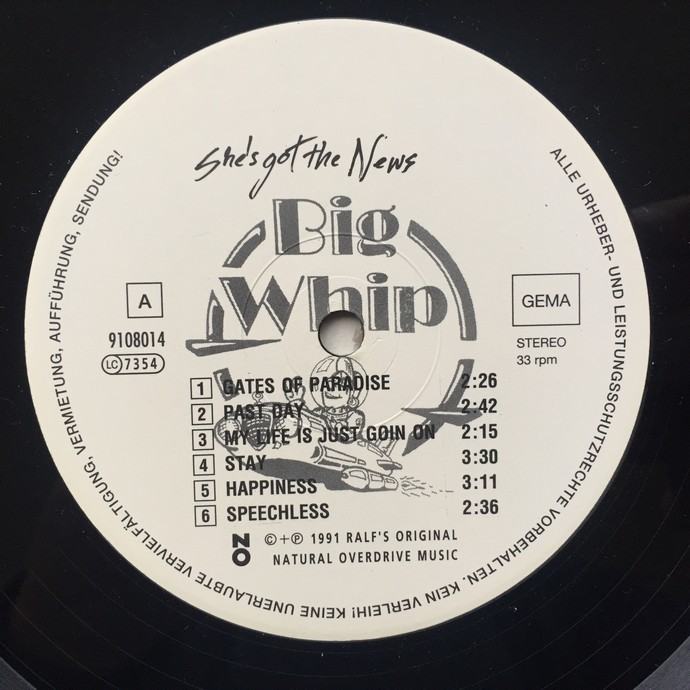 ALLE URHEBER- UND LEISTUNGSSCHUTZRECHTE VORBEHALTEN. KEIN VERLEIH! KEINE UNERLAUBTE VERVIELFÄLTIGUNG, VERMIETUNG, AUFFÜHRUNG, SENDUNG!
She's got the News
Big
Whip
A
9108014
LC 7354
GEMA
STEREO
33 rpm
1 GATES OF PARADISE 2:26
2 PAST DAY 2:42
3 MY LIFE IS JUST GOIN ON 2:15
4 STAY 3:30
5 HAPPINESS 3:11
6 SPEECHLESS 2:36
NO
©+℗ 1991 RALF'S ORIGINAL
NATURAL OVERDRIVE MUSIC